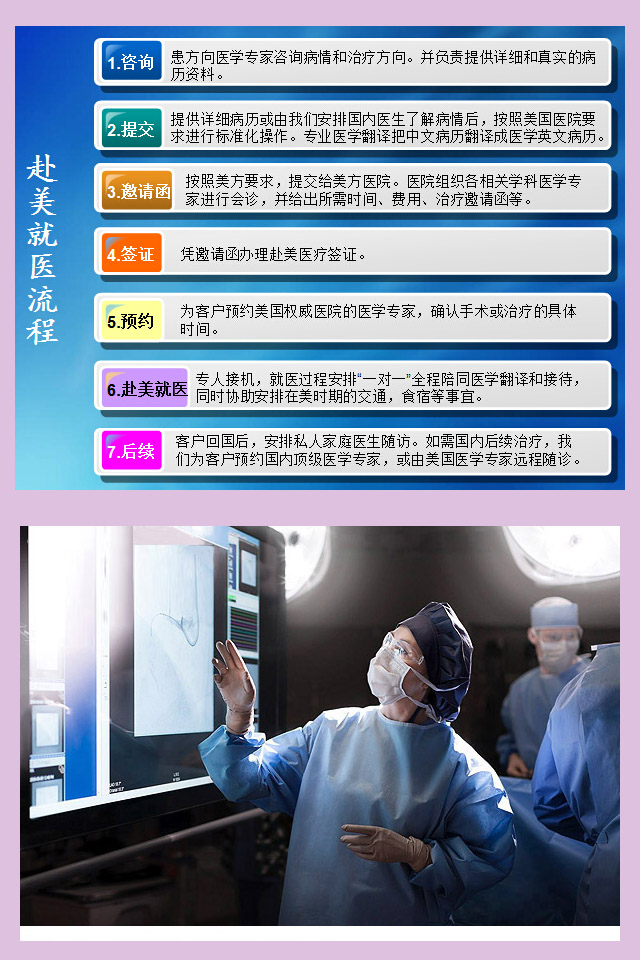 赴美就医流程
1.咨询
患方向医学专家咨询病情和治疗方向。并负责提供详细和真实的病
历资料。
2.提交
提供详细病历或由我们安排国内医生了解病情后，按照美国医院要
求进行标准化操作。专业医学翻译把中文病历翻译成医学英文病历。
3.邀请函
按照美方要求，提交给美方医院。医院组织各相关学科医学专
家进行会诊，并给出所需时间、费用、治疗邀请函等。
4.签证
凭邀请函办理赴美医疗签证。
5.预约
为客户预约美国权威医院的医学专家，确认手术或治疗的具体
时间。
6.赴美就医
专人接机，就医过程安排“一对一”全程陪同医学翻译和接待，
同时协助安排在美时期的交通，食宿等事宜。
7.后续
客户回国后，安排私人家庭医生随访。如需国内后续治疗，我
们为客户预约国内顶级医学专家，或由美国医学专家远程随诊。